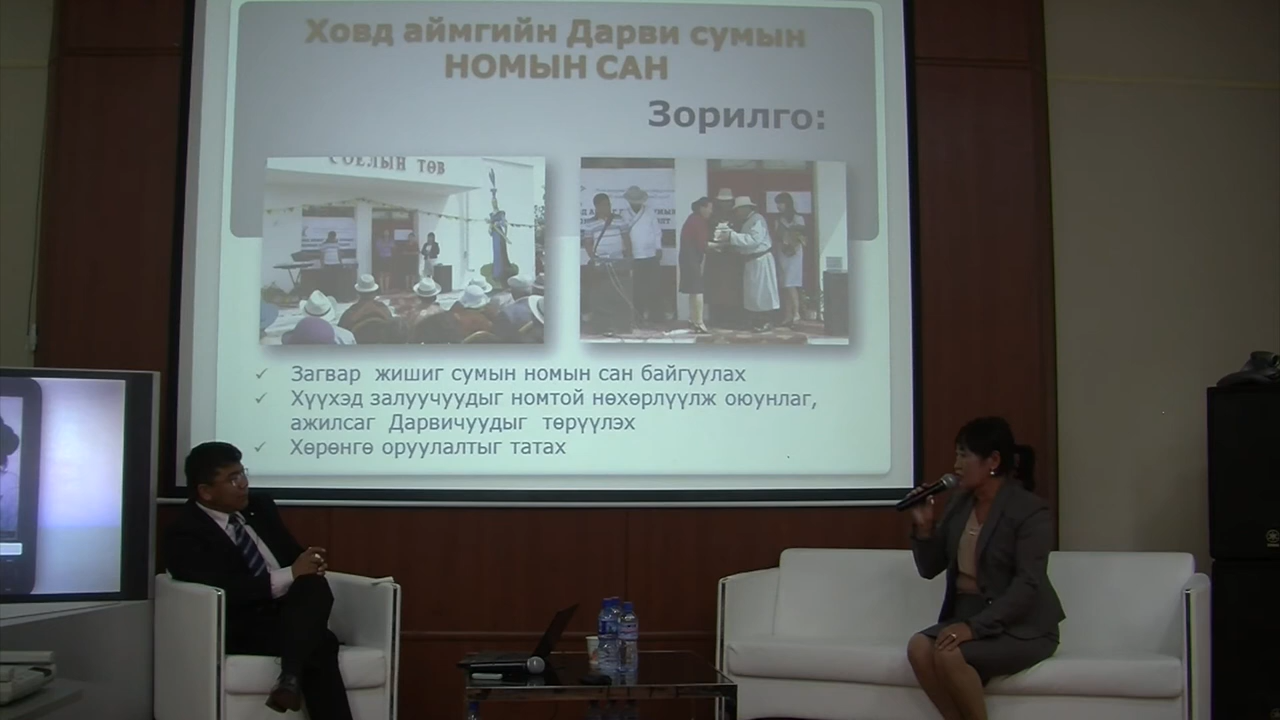 Ховд аймгийн Дарви сумын
НОМЫН САН
Зорилго:
СОЕЛЫН ТӨВ
Загвар жишиг сумын номын сан байгуулах
Хүүхэд залуучуудыг номтой нөхөрлүүлж оюунлаг,
ажилсаг Дарвичуудыг төрүүлэх
Хөрөнгө оруулалтыг татах